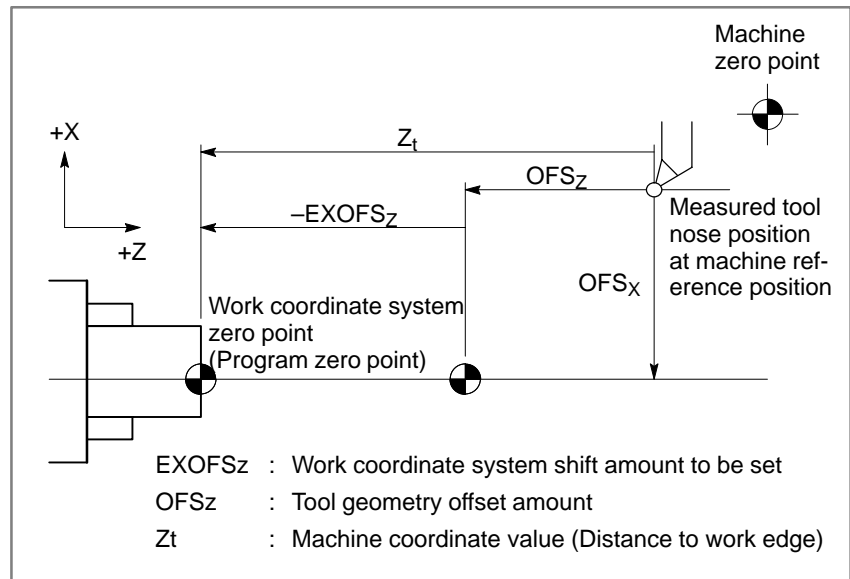 Machine
zero point
+X
Zt
OFSZ
–EXOFSZ
+Z
Measured tool
nose position
at machine ref-
erence position
OFSX
Work coordinate system
zero point
(Program zero point)
EXOFSz : Work coordinate system shift amount to be set
OFSz : Tool geometry offset amount
Zt : Machine coordinate value (Distance to work edge)